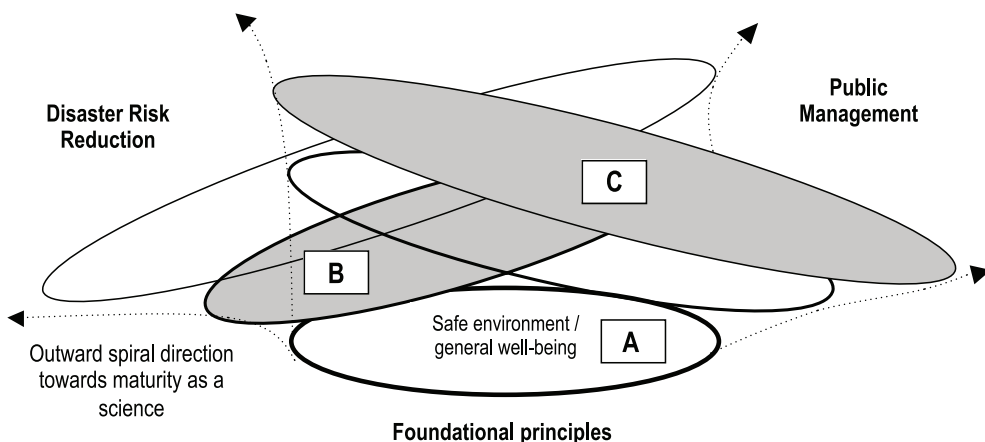 Disaster Risk
Reduction
Public
Management
C
B
Safe environment /
general well-being
A
Outward spiral direction
towards maturity as a
science
Foundational principles